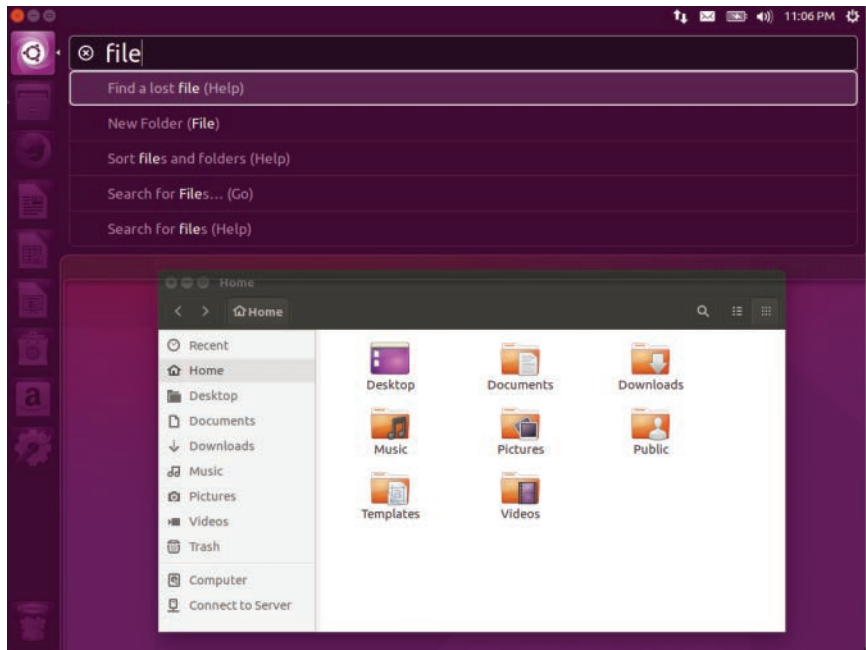 11:06 PM
file
Find a lost file (Help)
New Folder (File)
Sort files and folders (Help)
Search for Files... (Go)
Search for files (Help)
Home
Home
Recent
Home
Desktop
Documents
Downloads
Music
Pictures
Videos
Trash
Computer
Connect to Server
Desktop Documents Downloads
Music Pictures Public
Templates Videos
a